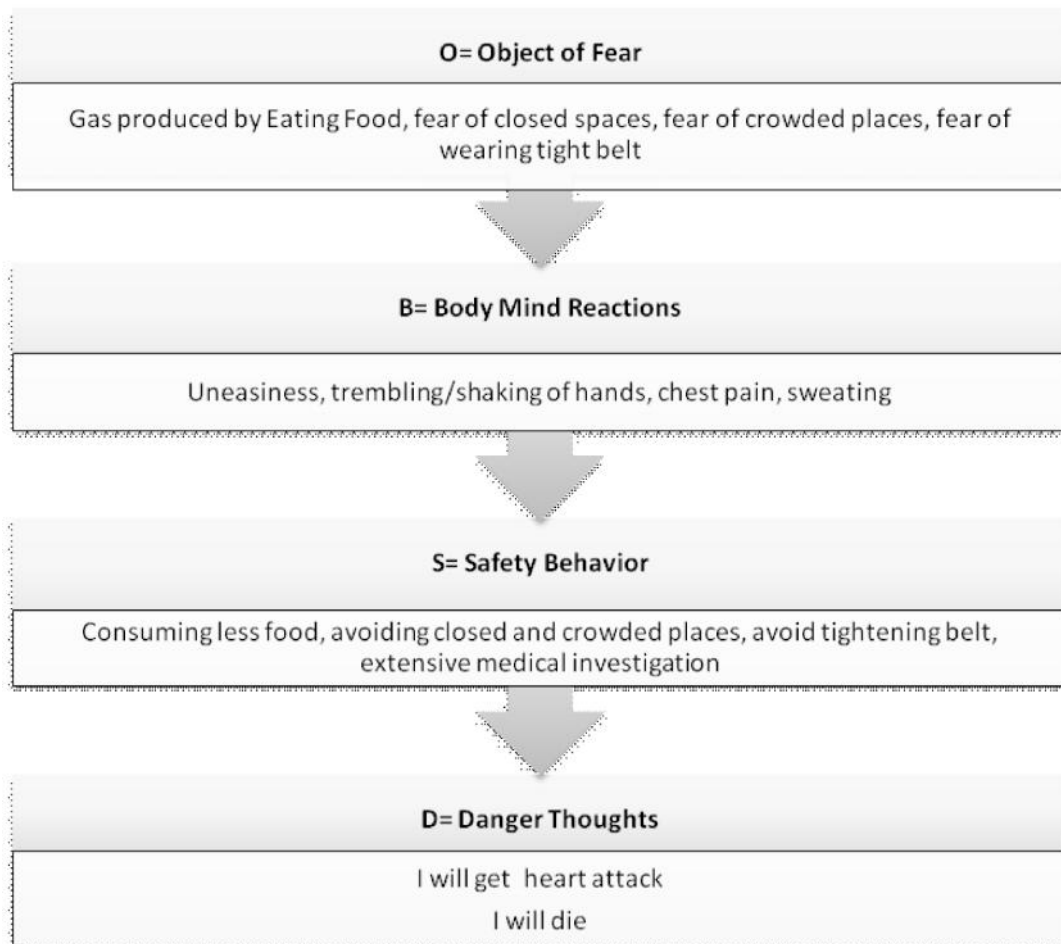 O= Object of Fear
Gas produced by Eating Food, fear of closed spaces, fear of crowded places, fear of
wearing tight belt
B= Body Mind Reactions
Uneasiness, trembling/shaking of hands, chest pain, sweating
S= Safety Behavior
Consuming less food, avoiding closed and crowded places, avoid tightening belt,
extensive medical investigation
D= Danger Thoughts
I will get heart attack
I will die